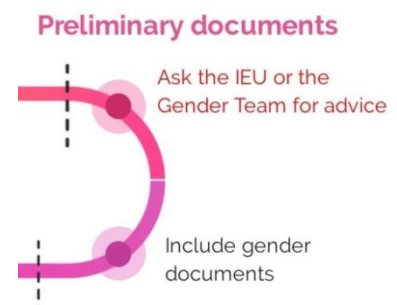 Preliminary documents
Ask the IEU or the
Gender Team for advice
Include gender
documents